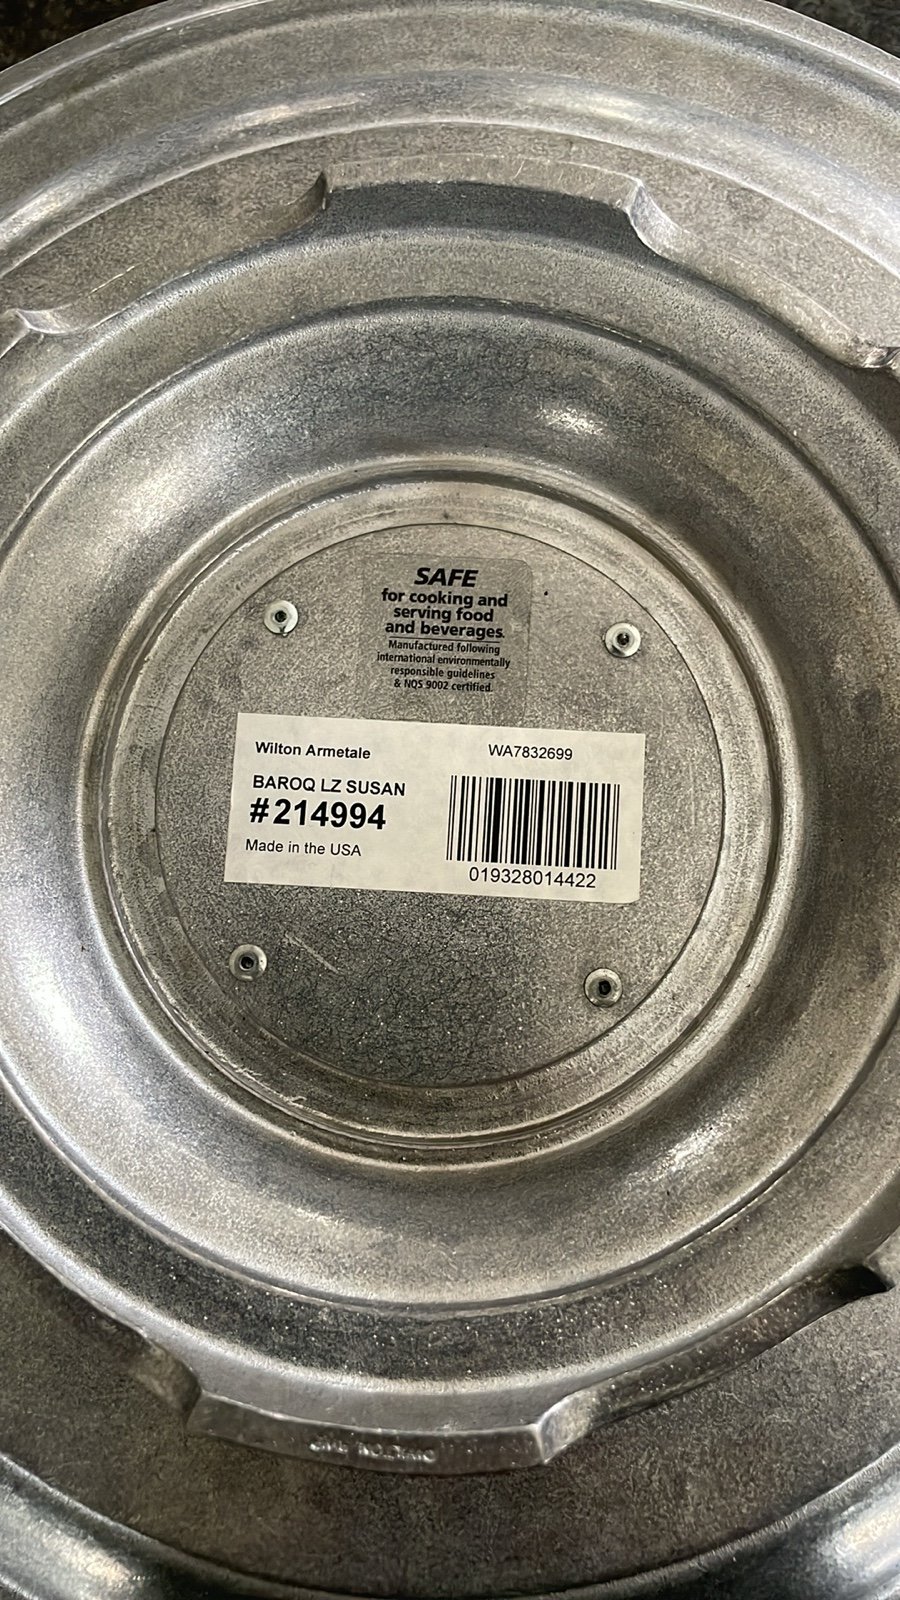 SAFE
for cooking and
serving food
and beverages.
Manufactured following
international environmentally
responsible guidelines
& NQS 9002 certified.
Wilton Armetale WA7832699
BAROQ LZ SUSAN
#214994
Made in the USA
019328014422